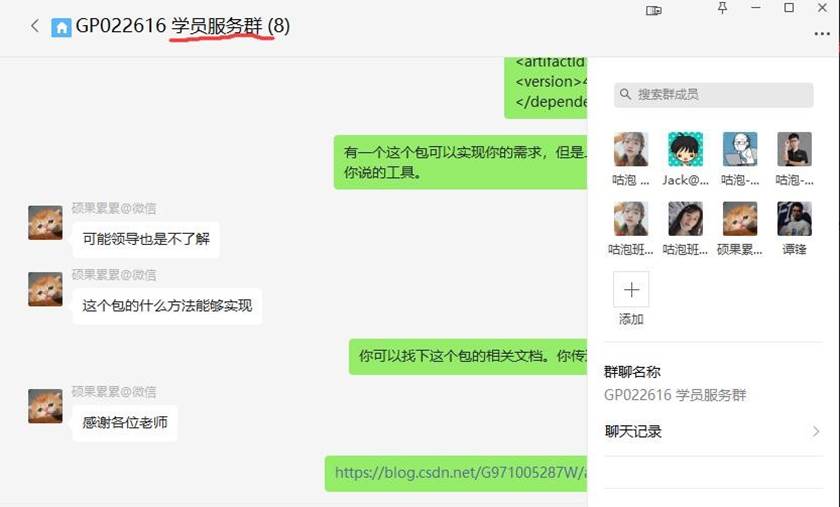 GP022616 学员服务群 (8)
<artifactId
<version>4
</depende
有一个这个包可以实现你的需求，但是
你说的工具。
硕果累累@微信
可能领导也是不了解
硕果累累@微信
这个包的什么方法能够实现
你可以找下这个包的相关文档。你传
硕果累累@微信
感谢各位老师
https://blog.csdn.net/G971005287W/a
搜索群成员
咕泡 ... Jack@... 咕泡-... 咕泡-...
咕泡班... 咕泡班... 硕果累... 谭锋
添加
群聊名称
GP022616 学员服务群
聊天记录